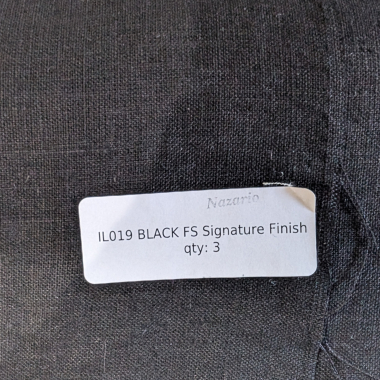 Nazario
IL019 BLACK FS Signature Finish
qty: 3